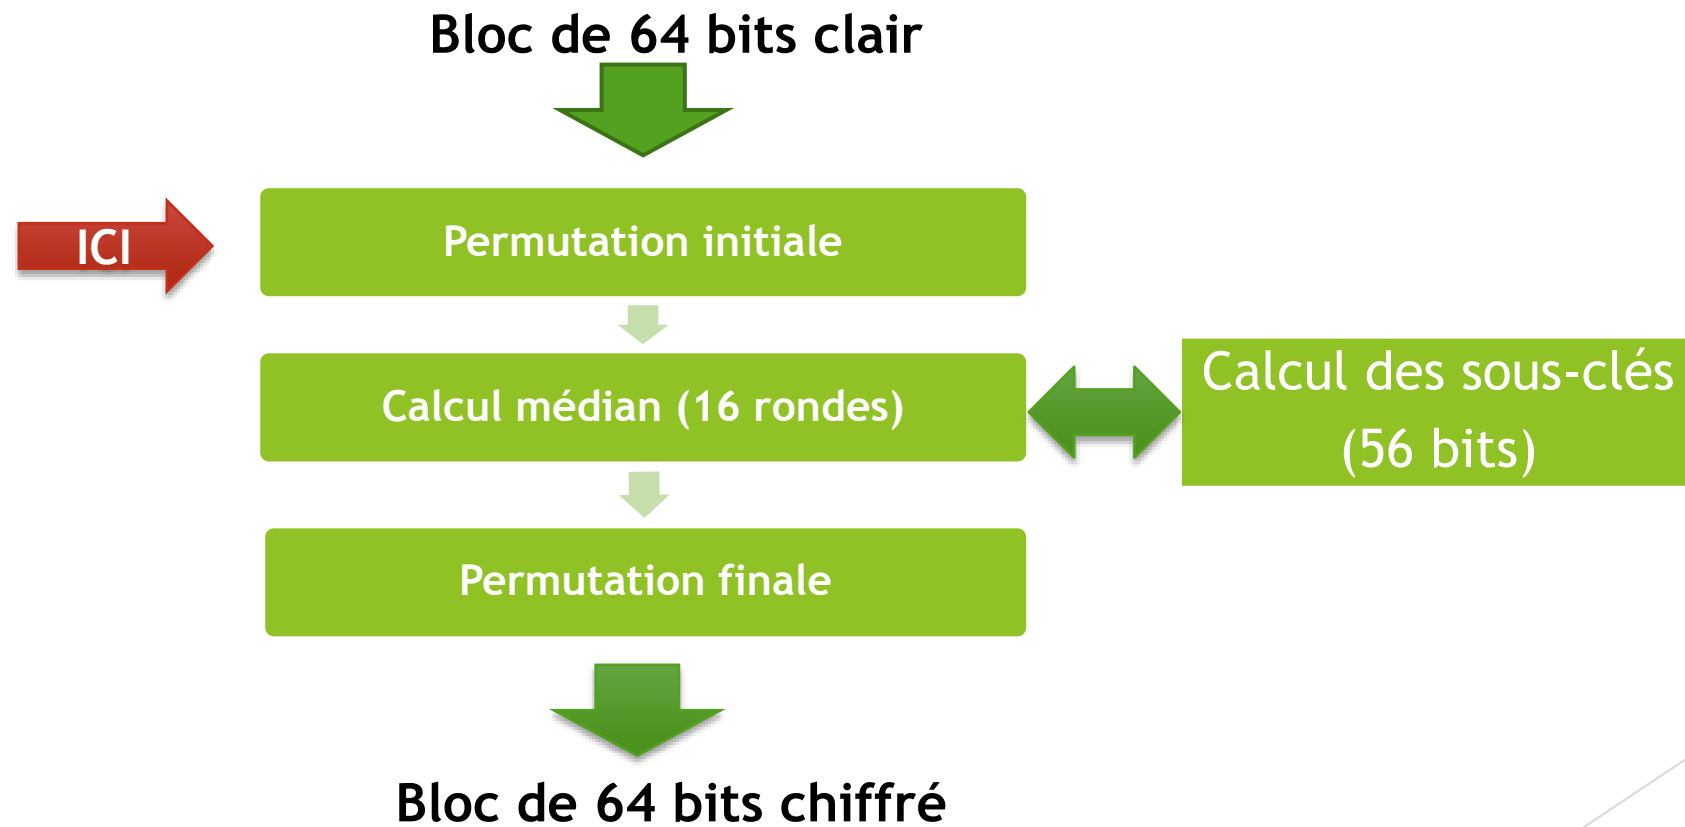 Bloc de 64 bits clair
ICI
Permutation initiale
Calcul médian (16 rondes)
Calcul des sous-clés
(56 bits)
Permutation finale
Bloc de 64 bits chiffré